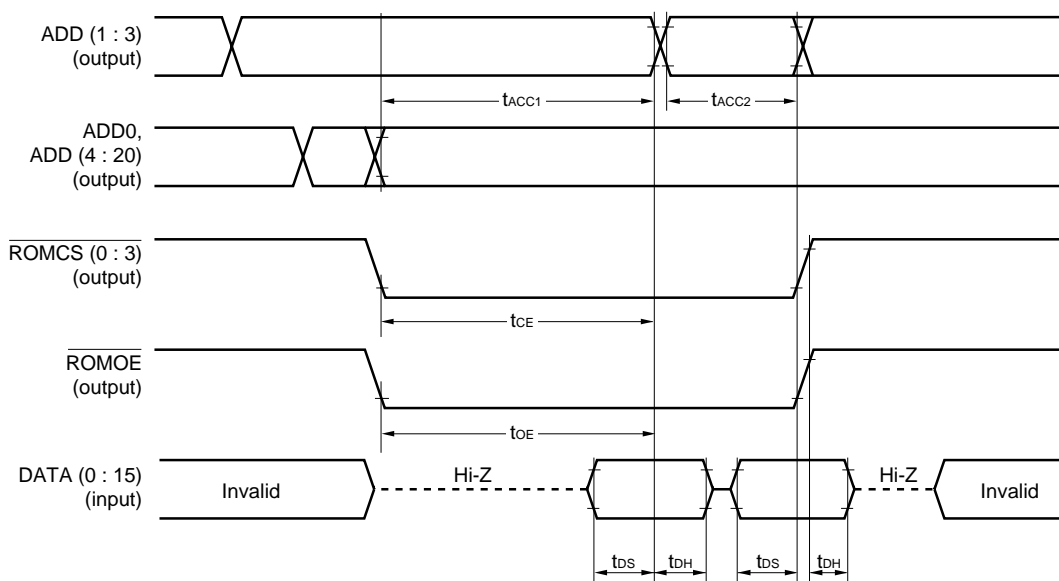 ADD (1 : 3)
(output)
tACC1
tACC2
ADD0,
ADD (4 : 20)
(output)
ROMCS (0 : 3)
(output)
tCE
ROMOE
(output)
tOE
DATA (0 : 15)
(input)
Invalid
Hi-Z
Hi-Z
Invalid
tDS
tDH
tDS
tDH